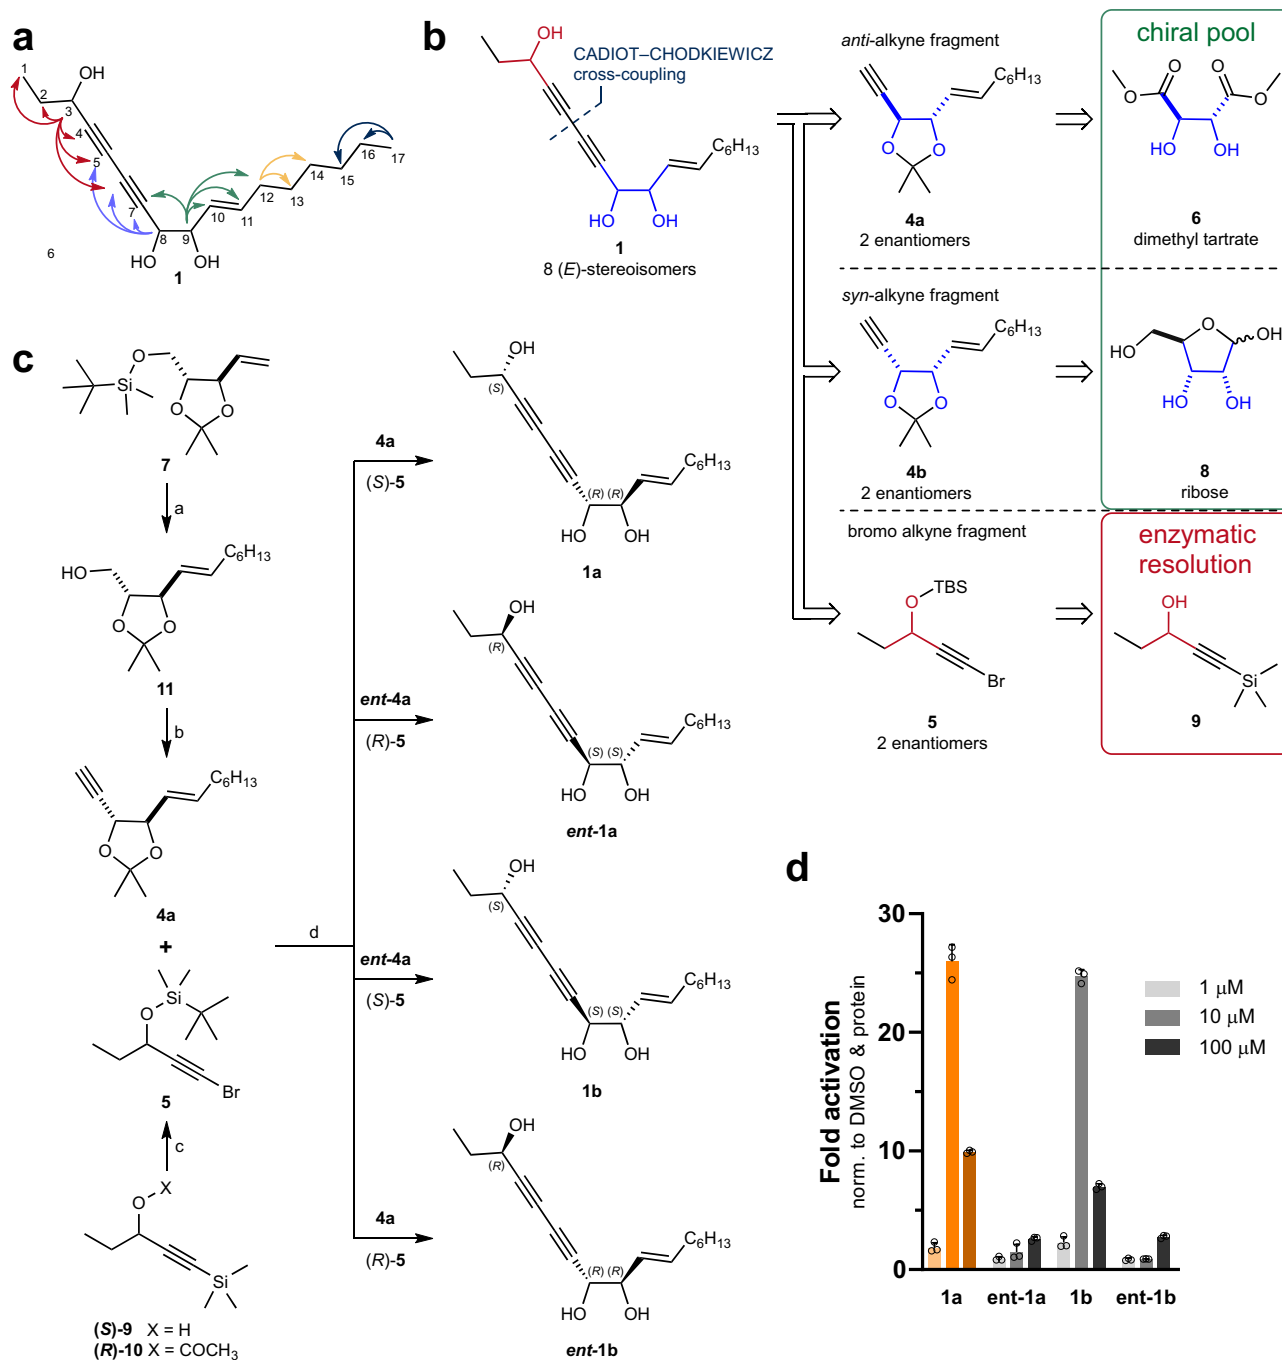 a
1
2
OH
3
4
5
6
7
8
9
10
11
12
13
14
15
16
17
HO
OH
1
b
OH
CADIOT–CHODKIEWICZ
cross-coupling
C6H13
HO
OH
1
8 (E)-stereoisomers
anti-alkyne fragment
C6H13
O
O
4a
2 enantiomers
chiral pool
O
O
O
O
HO
OH
6
dimethyl tartrate
syn-alkyne fragment
C6H13
O
O
4b
2 enantiomers
O
OH
HO
OH
OH
8
ribose
bromo alkyne fragment
OTBS
Br
5
2 enantiomers
enzymatic
resolution
OH
Si
9
c
O
Si
O
O
7
a
C6H13
HO
O
O
11
b
C6H13
O
O
4a
+
Si
O
Br
5
c
X
O
Si
(S)-9 X = H
(R)-10 X = COCH3
d
4a
(S)-5
OH
(S)
C6H13
(R)
(R)
HO
OH
1a
ent-4a
(R)-5
OH
(R)
C6H13
(S)
(S)
HO
OH
ent-1a
ent-4a
(S)-5
OH
(S)
C6H13
(S)
(S)
HO
OH
1b
4a
(R)-5
OH
(R)
C6H13
(R)
(R)
HO
OH
ent-1b
d
Fold activation
norm. to DMSO & protein
30
20
10
0
1a
ent-1a
1b
ent-1b
1 μM
10 μM
100 μM